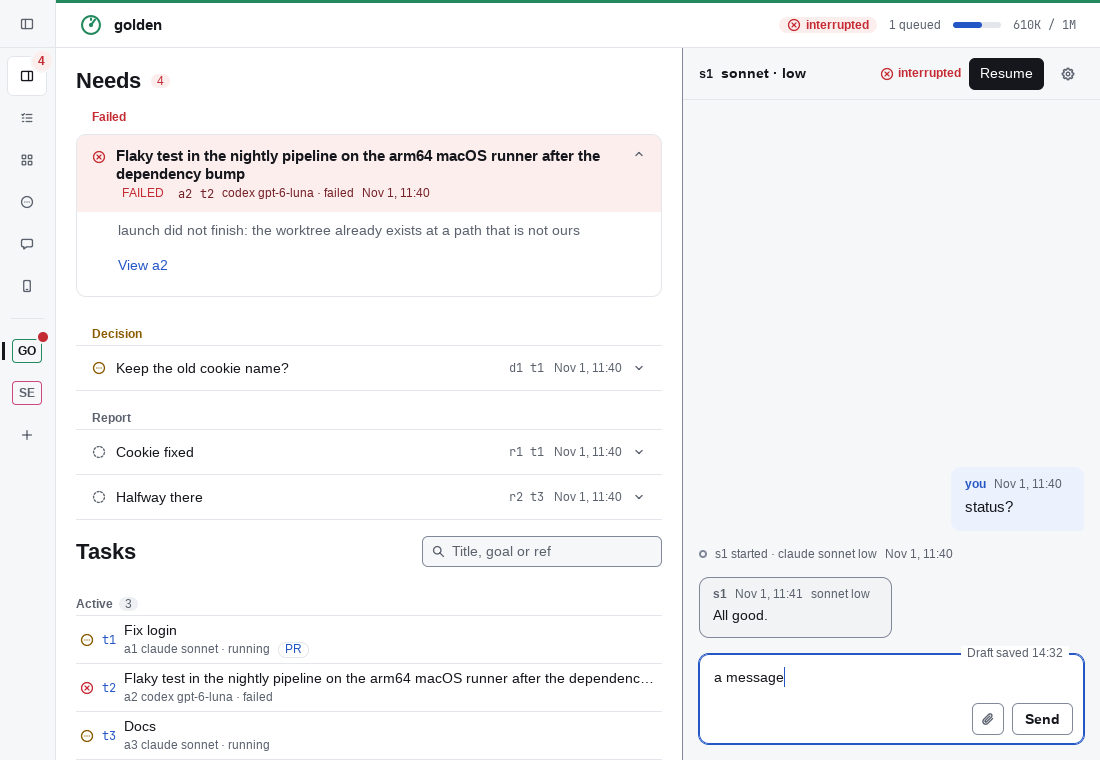 golden
interrupted
1 queued
610K / 1M
4
GO
SE
Needs 4
Failed
Flaky test in the nightly pipeline on the arm64 macOS runner after the
dependency bump
FAILED a2 t2 codex gpt-6-luna · failed Nov 1, 11:40
launch did not finish: the worktree already exists at a path that is not ours
View a2
Decision
Keep the old cookie name? d1 t1 Nov 1, 11:40
Report
Cookie fixed r1 t1 Nov 1, 11:40
Halfway there r2 t3 Nov 1, 11:40
Tasks
Title, goal or ref
Active 3
t1 Fix login
a1 claude sonnet · running PR
t2 Flaky test in the nightly pipeline on the arm64 macOS runner after the dependenc…
a2 codex gpt-6-luna · failed
t3 Docs
a3 claude sonnet · running
s1 sonnet · low
interrupted
Resume
you Nov 1, 11:40
status?
s1 started · claude sonnet low Nov 1, 11:40
s1 Nov 1, 11:41 sonnet low
All good.
Draft saved 14:32
a message
Send